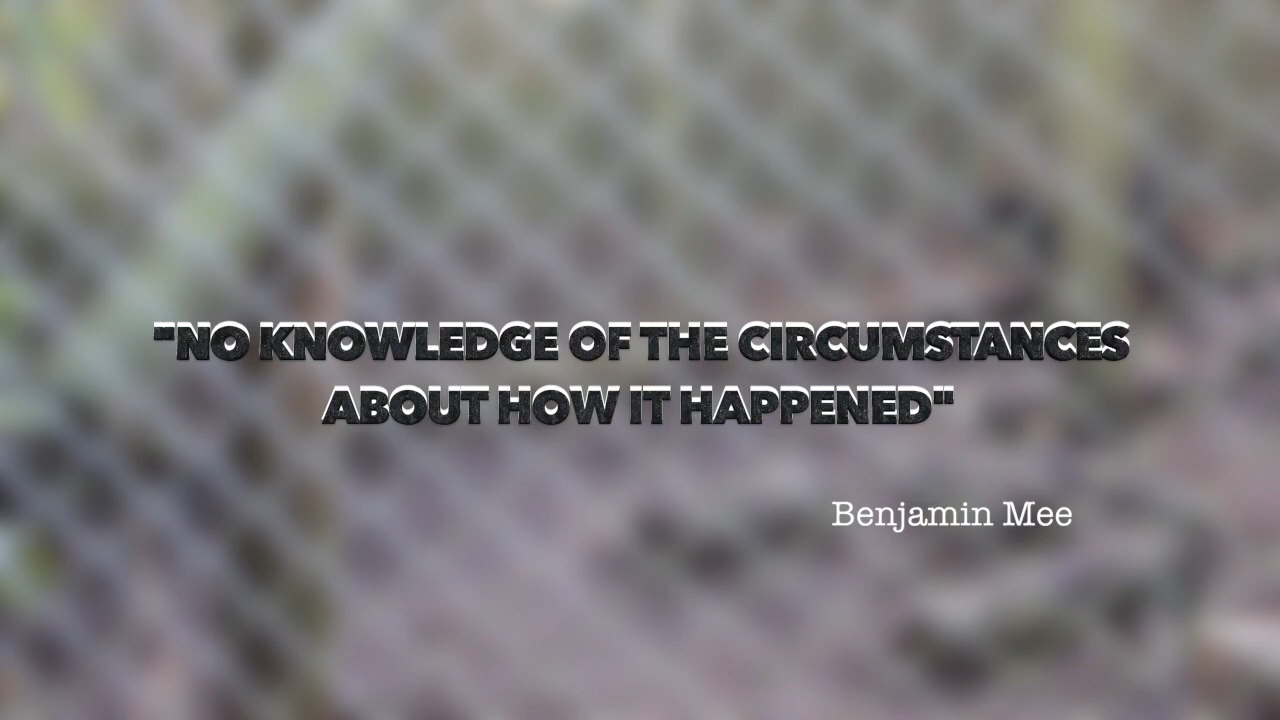 "NO KNOWLEDGE OF THE CIRCUMSTANCES
ABOUT HOW IT HAPPENED"
Benjamin Mee